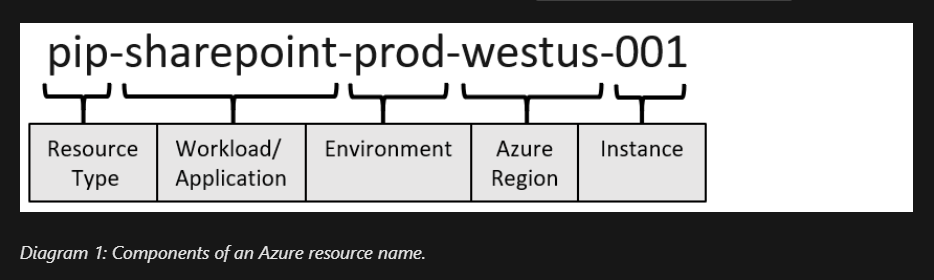 pip-sharepoint-prod-westus-001
Resource Type
Workload/ Application
Environment
Azure Region
Instance
Diagram 1: Components of an Azure resource name.